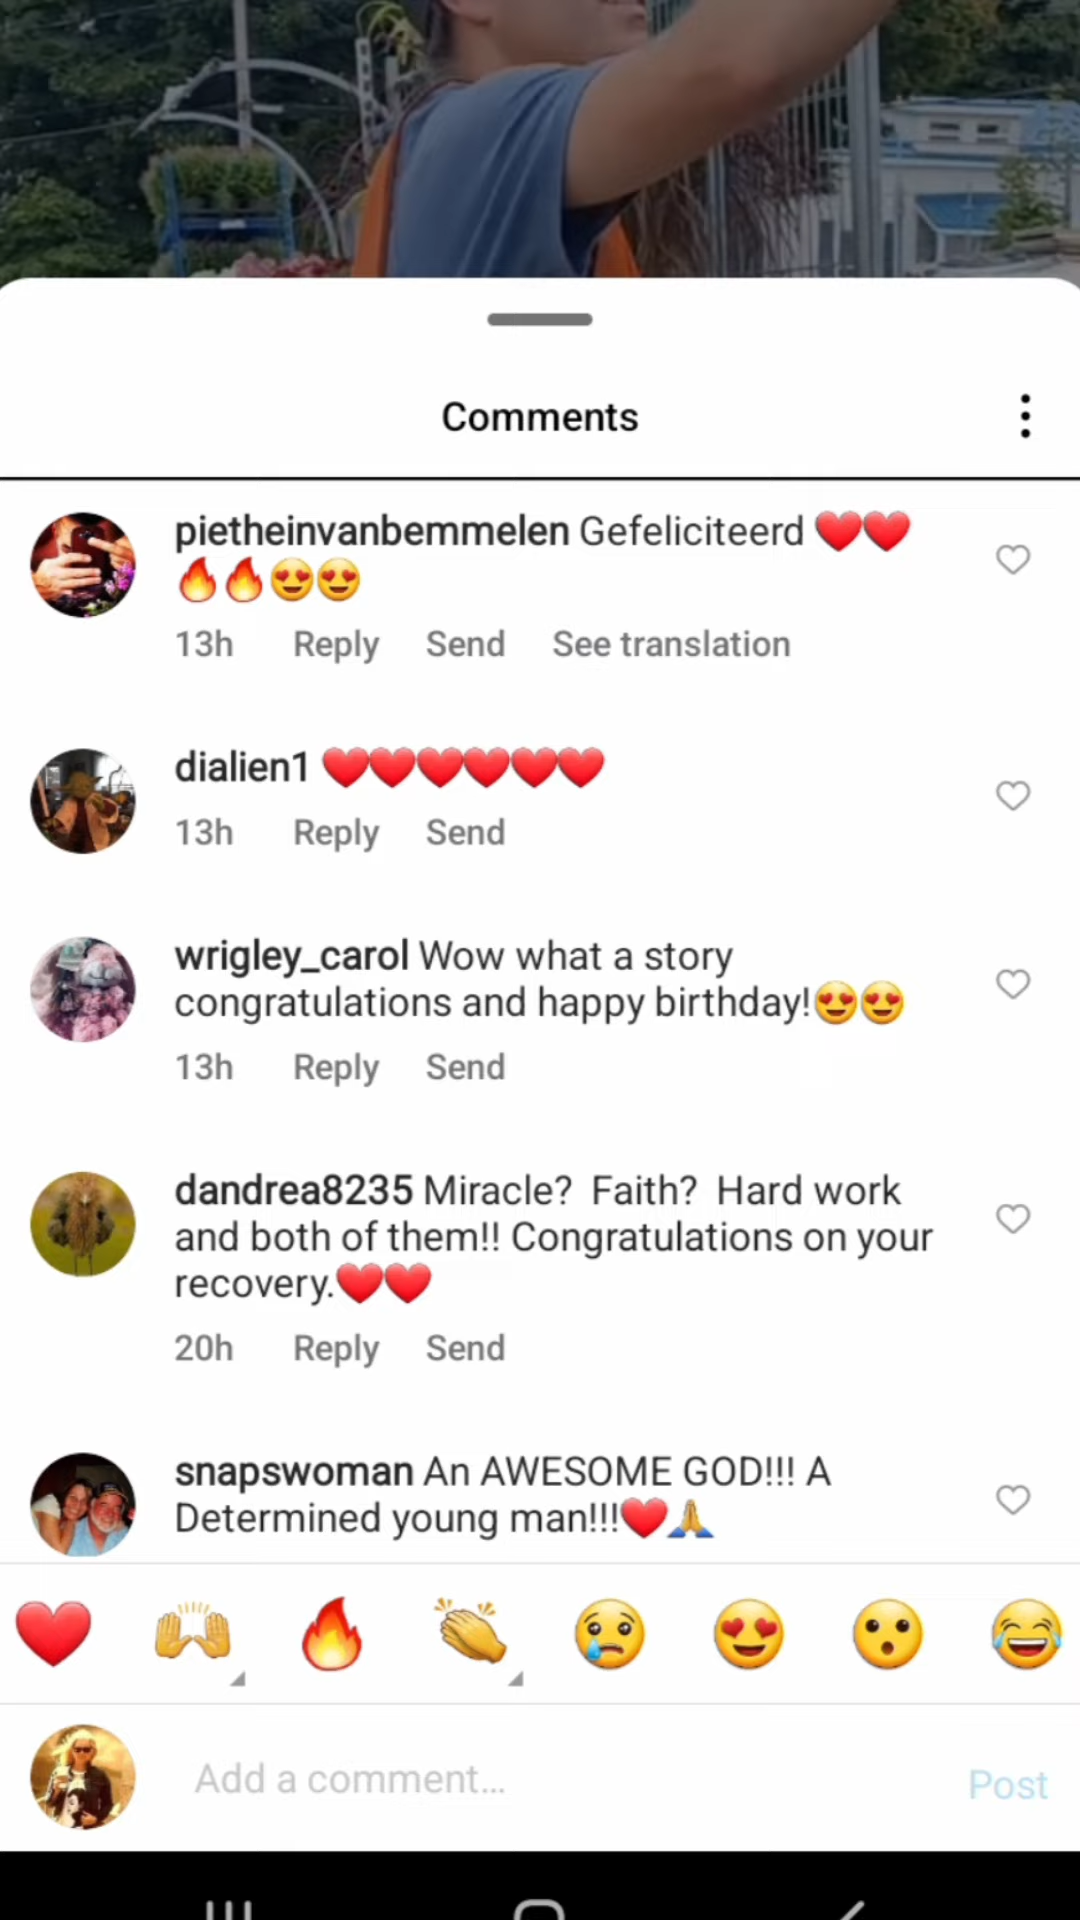 Comments
pietheinvanbemmelen Gefeliciteerd ❤️❤️
🔥🔥😍😍
13h Reply Send See translation
dialien1 ❤️❤️❤️❤️❤️❤️
13h Reply Send
wrigley_carol Wow what a story
congratulations and happy birthday!😍😍
13h Reply Send
dandrea8235 Miracle?  Faith?  Hard work
and both of them!! Congratulations on your
recovery.❤️❤️
20h Reply Send
snapswoman An AWESOME GOD!!! A
Determined young man!!!❤️🙏
❤️🙌🔥👏😢😍😮😂
Add a comment...
Post